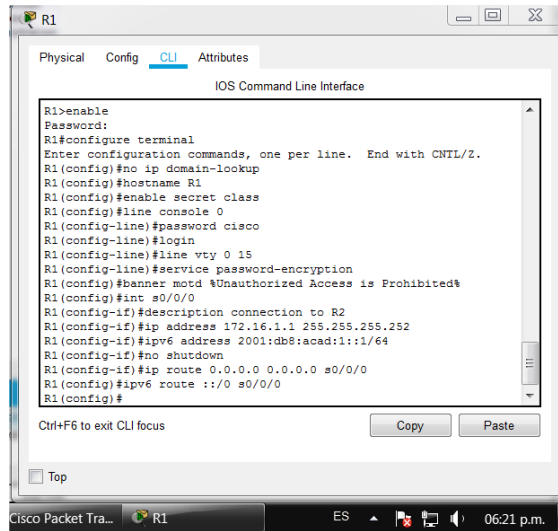 R1
Physical Config CLI Attributes
IOS Command Line Interface
R1>enable
Password:
R1#configure terminal
Enter configuration commands, one per line. End with CNTL/Z.
R1(config)#no ip domain-lookup
R1(config)#hostname R1
R1(config)#enable secret class
R1(config)#line console 0
R1(config-line)#password cisco
R1(config-line)#login
R1(config-line)#line vty 0 15
R1(config-line)#service password-encryption
R1(config)#banner motd %Unauthorized Access is Prohibited%
R1(config)#int s0/0/0
R1(config-if)#description connection to R2
R1(config-if)#ip address 172.16.1.1 255.255.255.252
R1(config-if)#ipv6 address 2001:db8:acad:1::1/64
R1(config-if)#no shutdown
R1(config-if)#ip route 0.0.0.0 0.0.0.0 s0/0/0
R1(config)#ipv6 route ::/0 s0/0/0
R1(config)#
Ctrl+F6 to exit CLI focus Copy Paste
Top
Cisco Packet Tra... R1 ES 06:21 p.m.